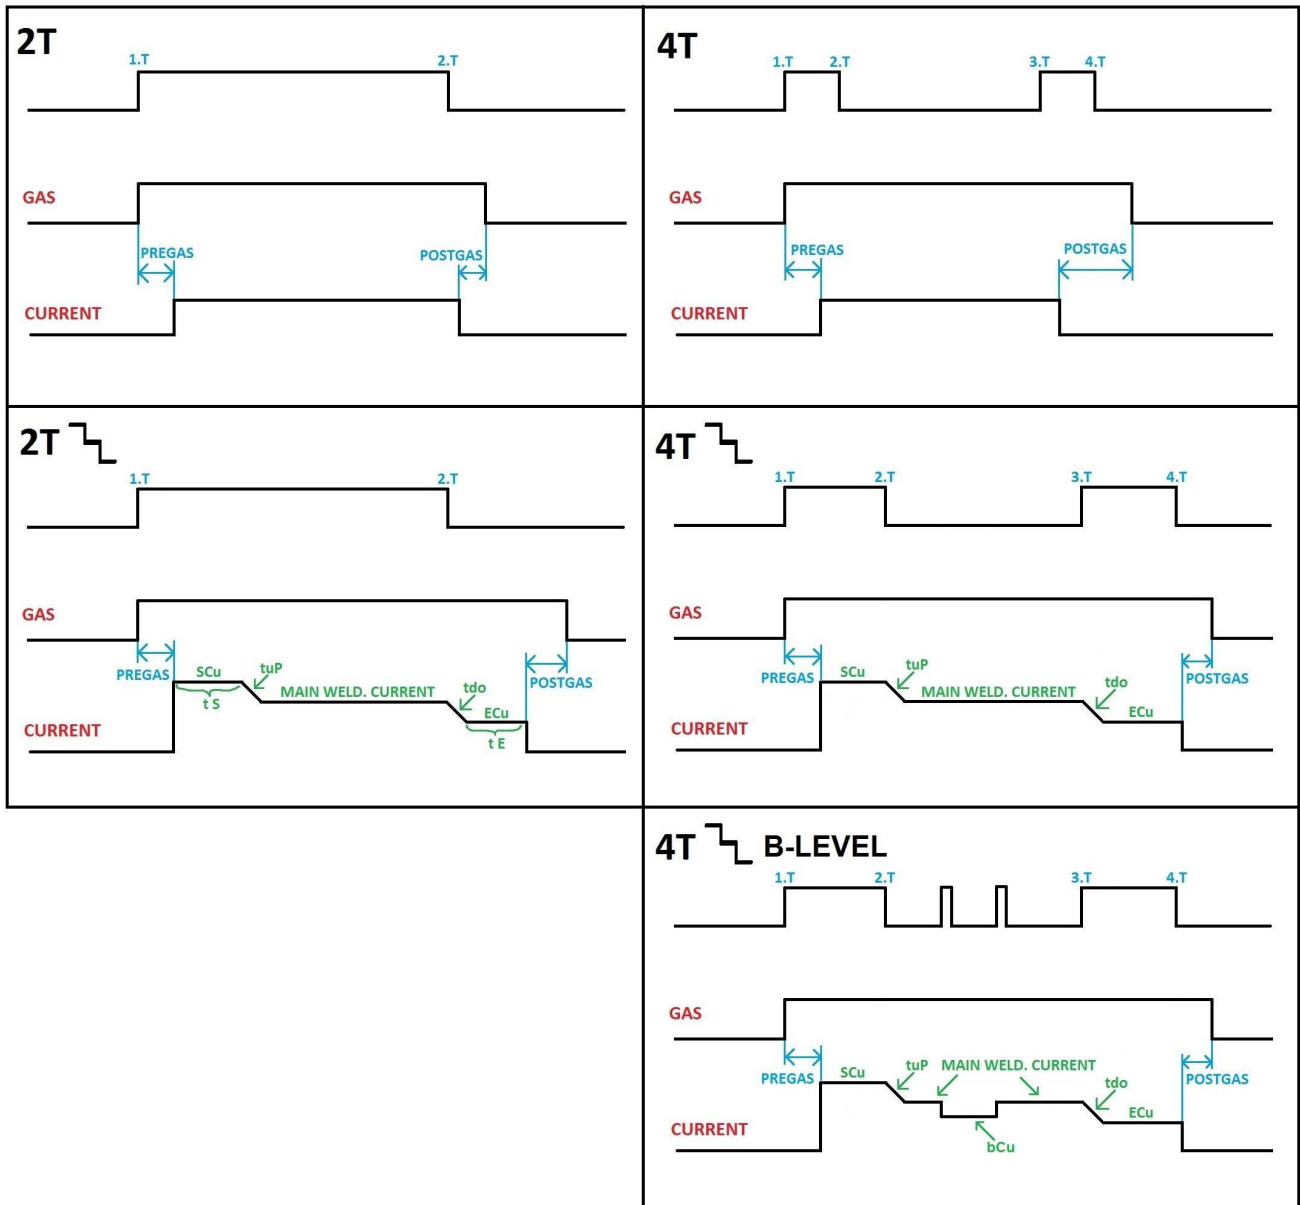 2T
1.T 2.T
GAS
PREGAS POSTGAS
CURRENT
4T
1.T 2.T 3.T 4.T
GAS
PREGAS POSTGAS
CURRENT
2T
1.T 2.T
GAS
PREGAS SCu tuP POSTGAS
t S MAIN WELD. CURRENT tdo
ECu
CURRENT t E
4T
1.T 2.T 3.T 4.T
GAS
PREGAS SCu tuP POSTGAS
MAIN WELD. CURRENT tdo
ECu
CURRENT
4T B-LEVEL
1.T 2.T 3.T 4.T
GAS
PREGAS SCu tuP MAIN WELD. CURRENT POSTGAS
tdo
ECu
CURRENT
bCu